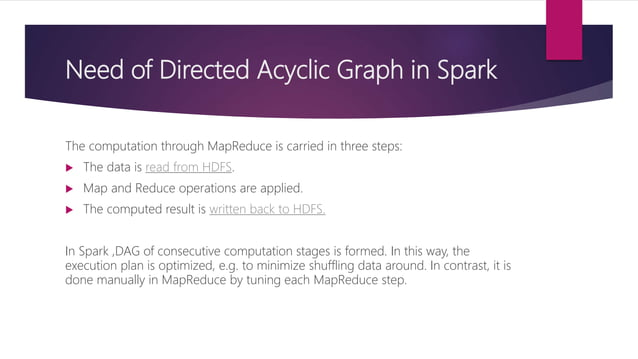 Need of Directed Acyclic Graph in Spark
The computation through MapReduce is carried in three steps:
The data is read from HDFS.
Map and Reduce operations are applied.
The computed result is written back to HDFS.
In Spark ,DAG of consecutive computation stages is formed. In this way, the
execution plan is optimized, e.g. to minimize shuffling data around. In contrast, it is
done manually in MapReduce by tuning each MapReduce step.